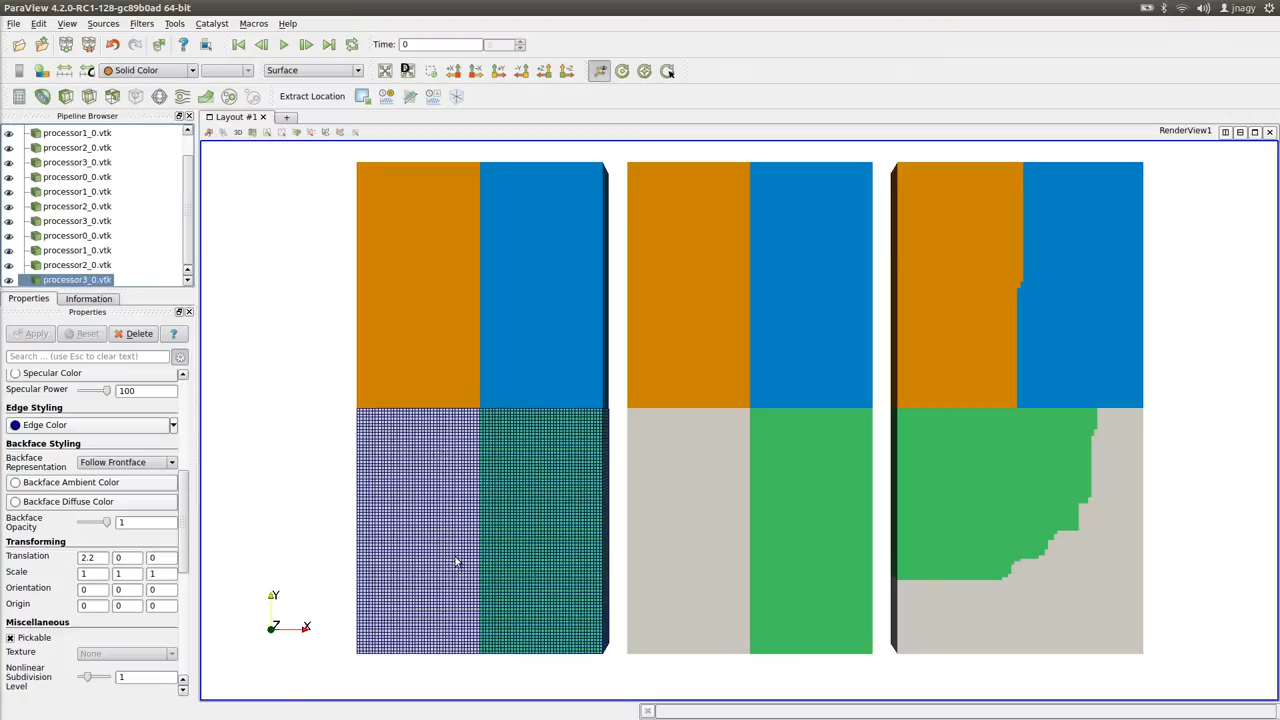 ParaView 4.2.0-RC1-128-gc89b0ad 64-bit
jnagy
File Edit View Sources Filters Tools Catalyst Macros Help
Time: 0 0
Solid Color Surface
Extract Location
Pipeline Browser
Layout #1
3D
RenderView1
processor1_0.vtk
processor2_0.vtk
processor3_0.vtk
processor0_0.vtk
processor1_0.vtk
processor2_0.vtk
processor3_0.vtk
processor0_0.vtk
processor1_0.vtk
processor2_0.vtk
processor3_0.vtk
Properties Information
Properties
Apply Reset Delete ?
Search ... (use Esc to clear text)
Specular Color
Specular Power 100
Edge Styling
Edge Color
Backface Styling
Backface Representation Follow Frontface
Backface Ambient Color
Backface Diffuse Color
Backface Opacity 1
Transforming
Translation 2.2 0 0
Scale 1 1 1
Orientation 0 0 0
Origin 0 0 0
Miscellaneous
Pickable
Texture None
Nonlinear Subdivision Level 1
Y
Z X